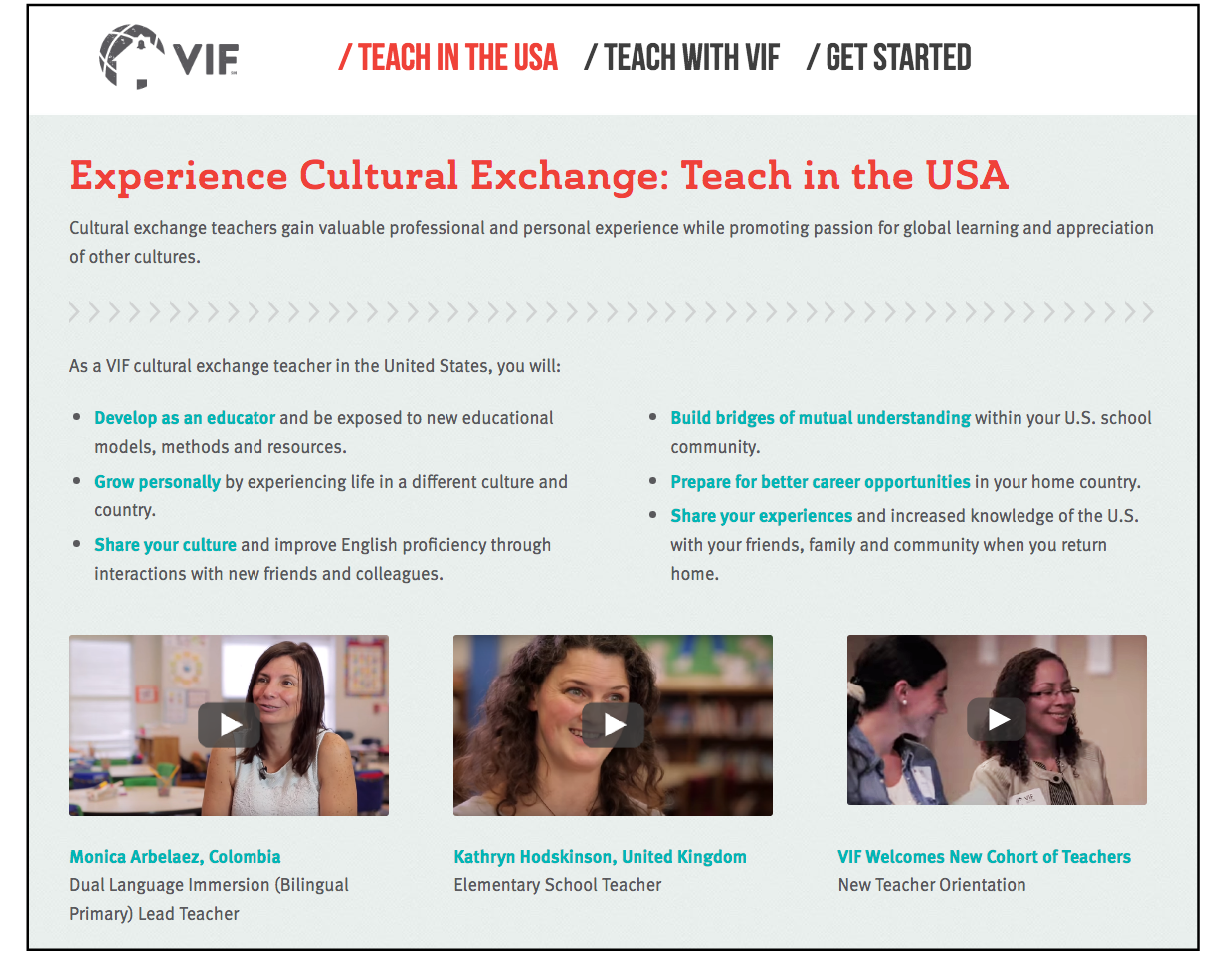 VIF
/ TEACH IN THE USA / TEACH WITH VIF / GET STARTED
Experience Cultural Exchange: Teach in the USA
Cultural exchange teachers gain valuable professional and personal experience while promoting passion for global learning and appreciation
of other cultures.
As a VIF cultural exchange teacher in the United States, you will:
• Develop as an educator and be exposed to new educational
models, methods and resources.
• Grow personally by experiencing life in a different culture and
country.
• Share your culture and improve English proficiency through
interactions with new friends and colleagues.
• Build bridges of mutual understanding within your U.S. school
community.
• Prepare for better career opportunities in your home country.
• Share your experiences and increased knowledge of the U.S.
with your friends, family and community when you return
home.
VIF
Monica Arbelaez, Colombia
Dual Language Immersion (Bilingual
Primary) Lead Teacher
Kathryn Hodskinson, United Kingdom
Elementary School Teacher
VIF Welcomes New Cohort of Teachers
New Teacher Orientation